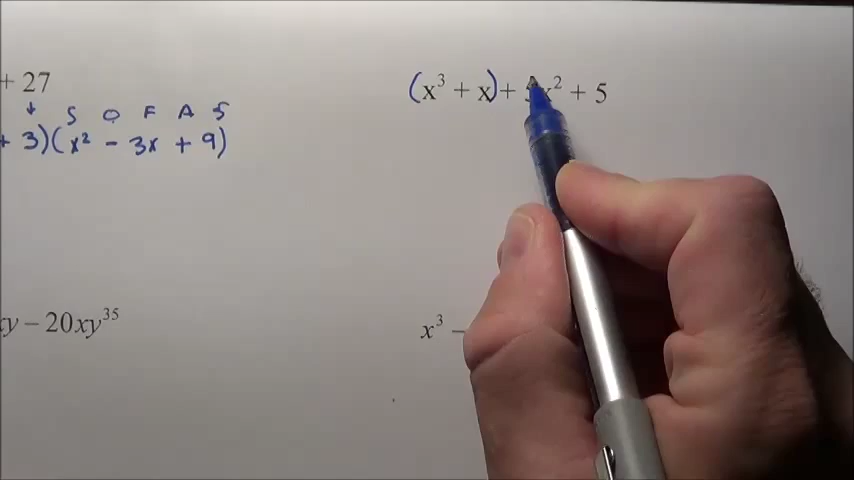 + 27
(x³ + x) + x² + 5
↓ S O F A S
+ 3)(x² − 3x + 9)
xy − 20xy³⁵
x³ −